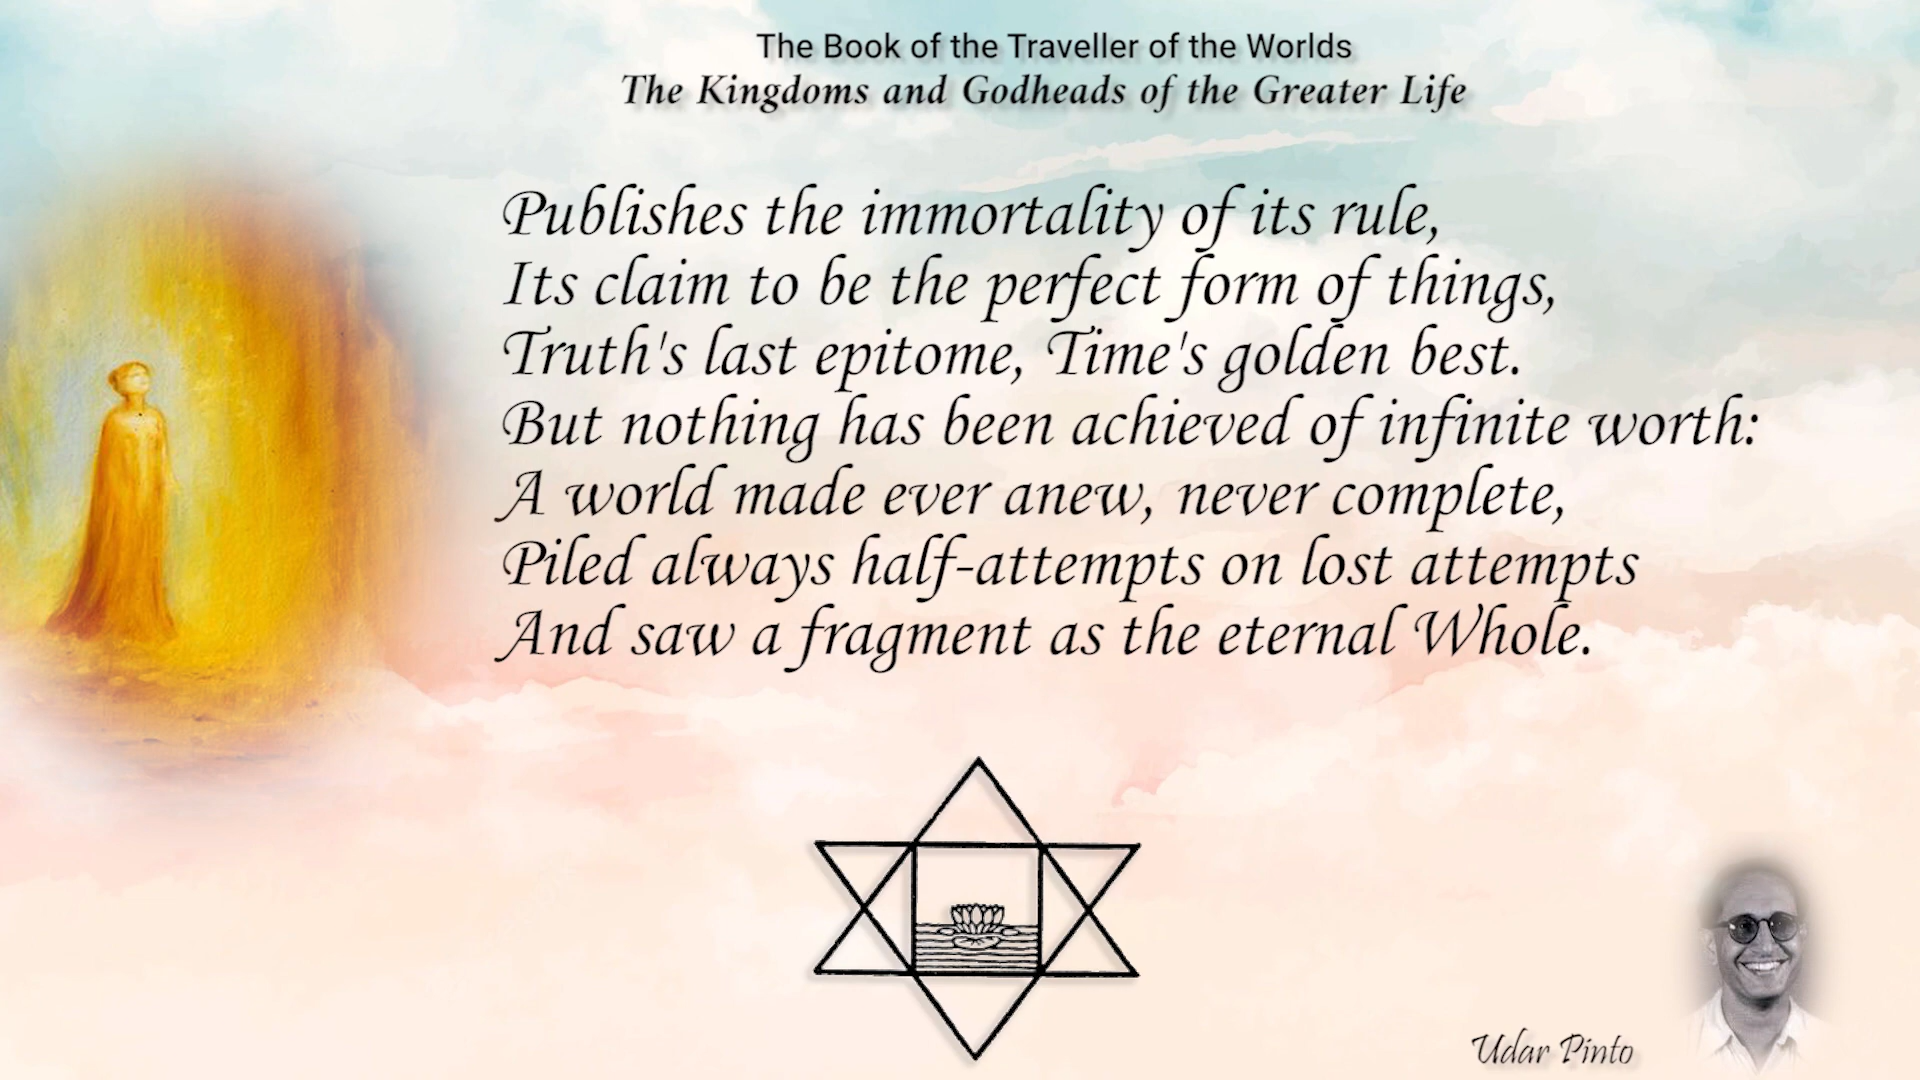 The Book of the Traveller of the Worlds
The Kingdoms and Godheads of the Greater Life
Publishes the immortality of its rule,
Its claim to be the perfect form of things,
Truth's last epitome, Time's golden best.
But nothing has been achieved of infinite worth:
A world made ever anew, never complete,
Piled always half-attempts on lost attempts
And saw a fragment as the eternal Whole.
Udar Pinto